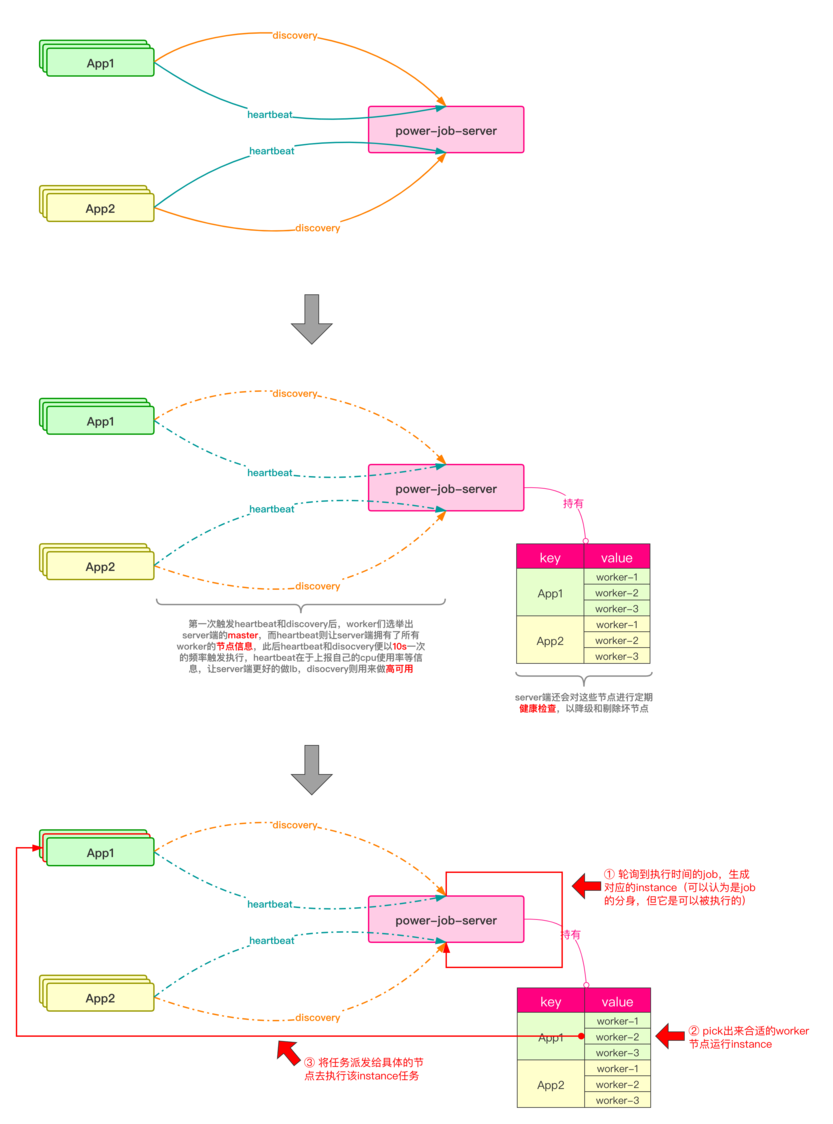 discovery
App1
heartbeat
power-job-server
heartbeat
App2
discovery
discovery
App1
heartbeat
power-job-server
持有
heartbeat
key value
App2
discovery
App1
worker-1
worker-2
worker-3
App2
worker-1
worker-2
worker-3
第一次触发heartbeat和discovery后，worker们选举出
server端的master，而heartbeat则让server端拥有了所有
worker的节点信息，此后heartbeat和disocvery便以10s一次
的频率触发执行，heartbeat在于上报自己的cpu使用率等信
息，让server端更好的做lb，disocvery则用来做高可用
server端还会对这些节点进行定期
健康检查，以降级和剔除坏节点
discovery
App1
① 轮询到执行时间的job，生成
对应的instance（可以认为是job
的分身，但它是可以被执行的）
heartbeat
power-job-server
持有
heartbeat
App2
key value
discovery
App1
worker-1
worker-2
worker-3
App2
worker-1
worker-2
worker-3
② pick出来合适的worker
节点运行instance
③ 将任务派发给具体的节
点去执行该instance任务